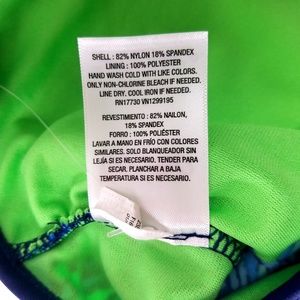 SHELL : 82% NYLON 18% SPANDEX
LINING : 100% POLYESTER
HAND WASH COLD WITH LIKE COLORS.
ONLY NON-CHLORINE BLEACH IF NEEDED.
LINE DRY. COOL IRON IF NEEDED.
RN17730 VN1299195
REVESTIMIENTO : 82% NAILON,
18% SPANDEX
FORRO : 100% POLIÉSTER
LAVAR A MANO EN FRÍO CON COLORES
SIMILARES. SOLO BLANQUEADOR SIN
LEJÍA SI ES NECESARIO. TENDER PARA
SECAR. PLANCHAR A BAJA
TEMPERATURA SI ES NECESARIO.